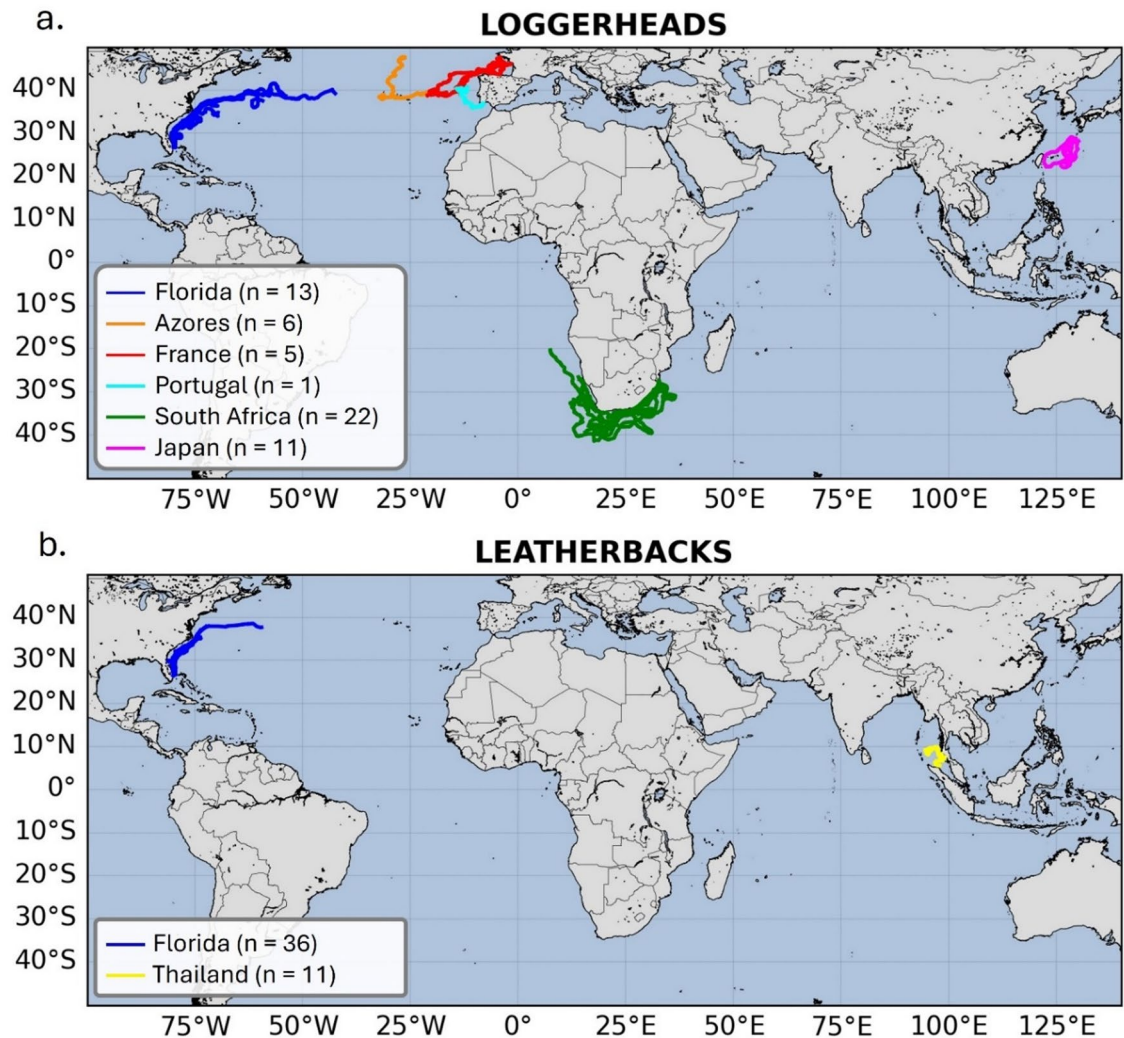 a.
LOGGERHEADS
40°N
30°N
20°N
10°N
0°
10°S
20°S
30°S
40°S
Florida (n = 13)
Azores (n = 6)
France (n = 5)
Portugal (n = 1)
South Africa (n = 22)
Japan (n = 11)
75°W 50°W 25°W 0° 25°E 50°E 75°E 100°E 125°E
b.
LEATHERBACKS
40°N
30°N
20°N
10°N
0°
10°S
20°S
30°S
40°S
Florida (n = 36)
Thailand (n = 11)
75°W 50°W 25°W 0° 25°E 50°E 75°E 100°E 125°E